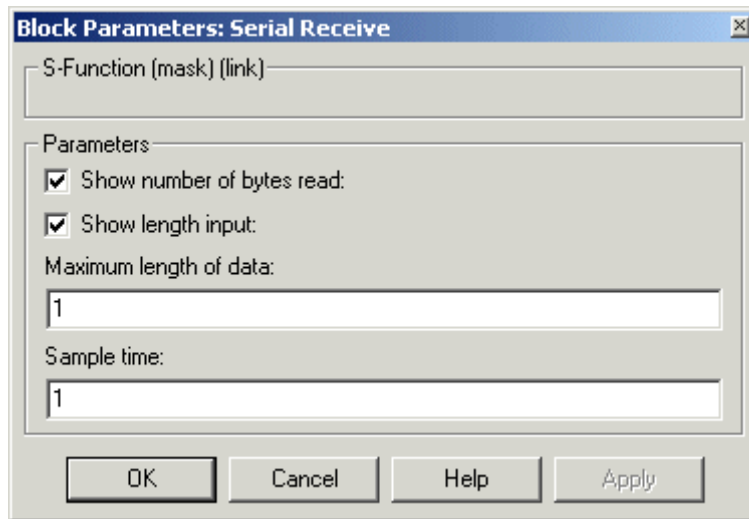 Block Parameters: Serial Receive
S-Function (mask) (link)
Parameters
Show number of bytes read:
Show length input:
Maximum length of data:
1
Sample time:
1
OK Cancel Help Apply